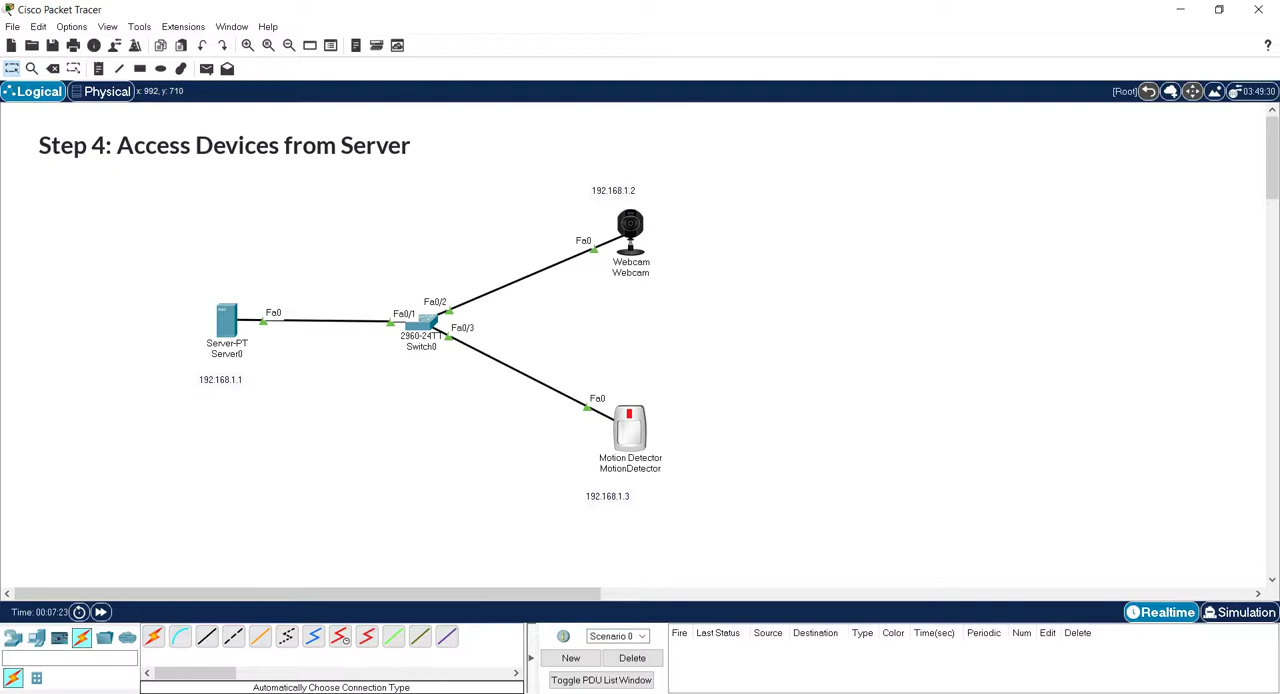 Cisco Packet Tracer
File Edit Options View Tools Extensions Window Help
?
Logical Physical x: 992, y: 710 [Root] 03:49:30
Step 4: Access Devices from Server
192.168.1.2
Fa0
Webcam
Webcam
Fa0/2
Fa0 Fa0/1
Fa0/3
2960-24TT
Switch0
Server-PT
Server0
192.168.1.1
Fa0
Motion Detector
MotionDetector
192.168.1.3
Time: 00:07:23 Realtime Simulation
Scenario 0 Fire Last Status Source Destination Type Color Time(sec) Periodic Num Edit Delete
New Delete
Toggle PDU List Window
Automatically Choose Connection Type